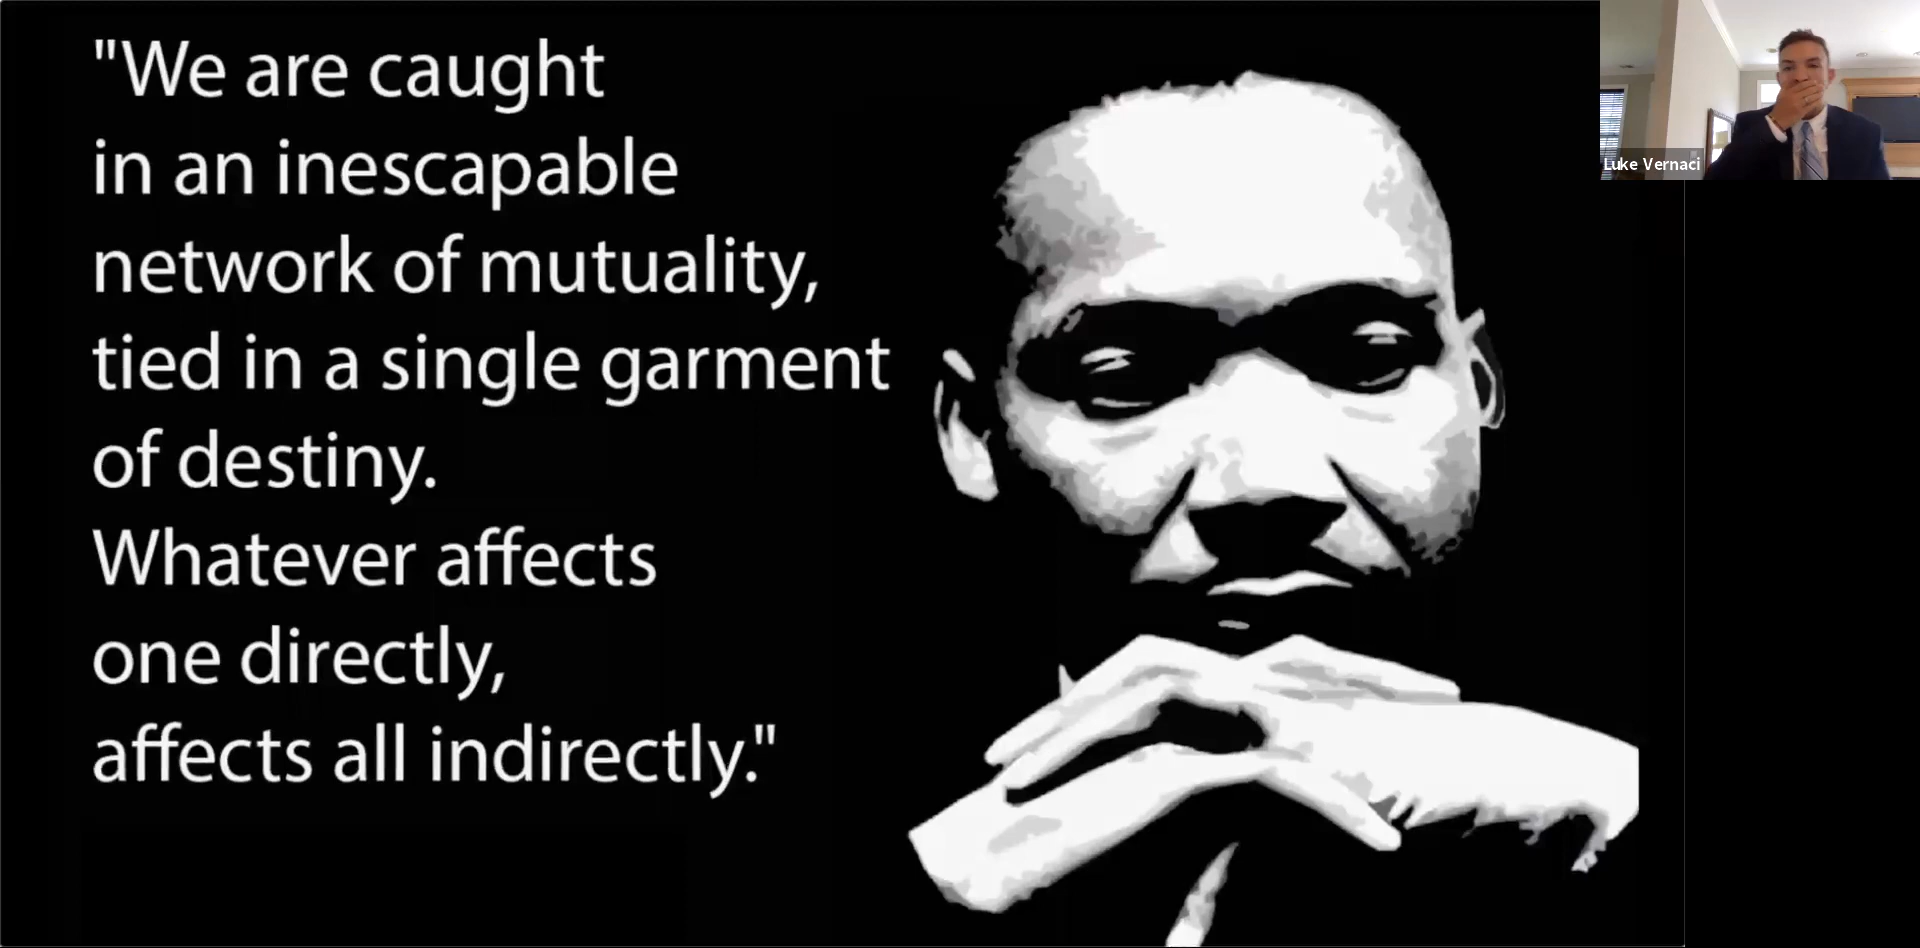 "We are caught
in an inescapable
network of mutuality,
tied in a single garment
of destiny.
Whatever affects
one directly,
affects all indirectly."
Luke Vernaci